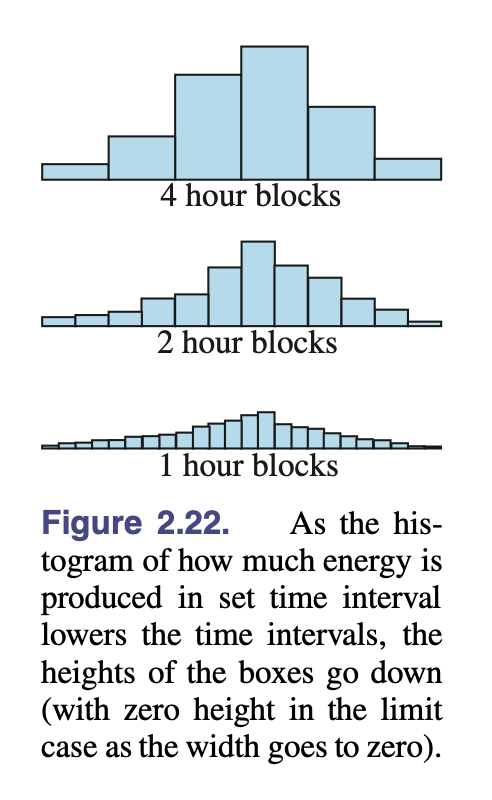 4 hour blocks
2 hour blocks
1 hour blocks
Figure 2.22. As the his-
togram of how much energy is
produced in set time interval
lowers the time intervals, the
heights of the boxes go down
(with zero height in the limit
case as the width goes to zero).